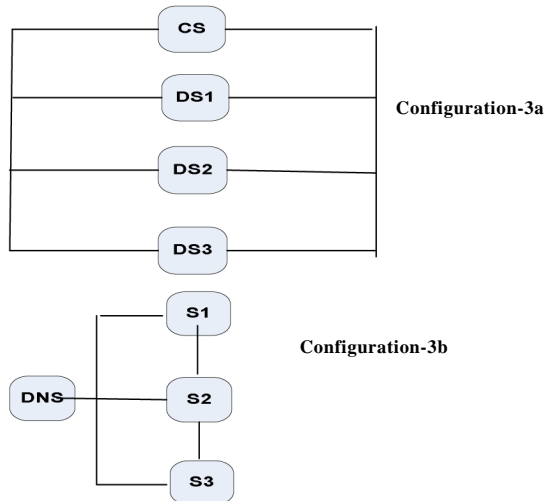 CS
DS1
Configuration-3a
DS2
DS3
S1
Configuration-3b
DNS
S2
S3